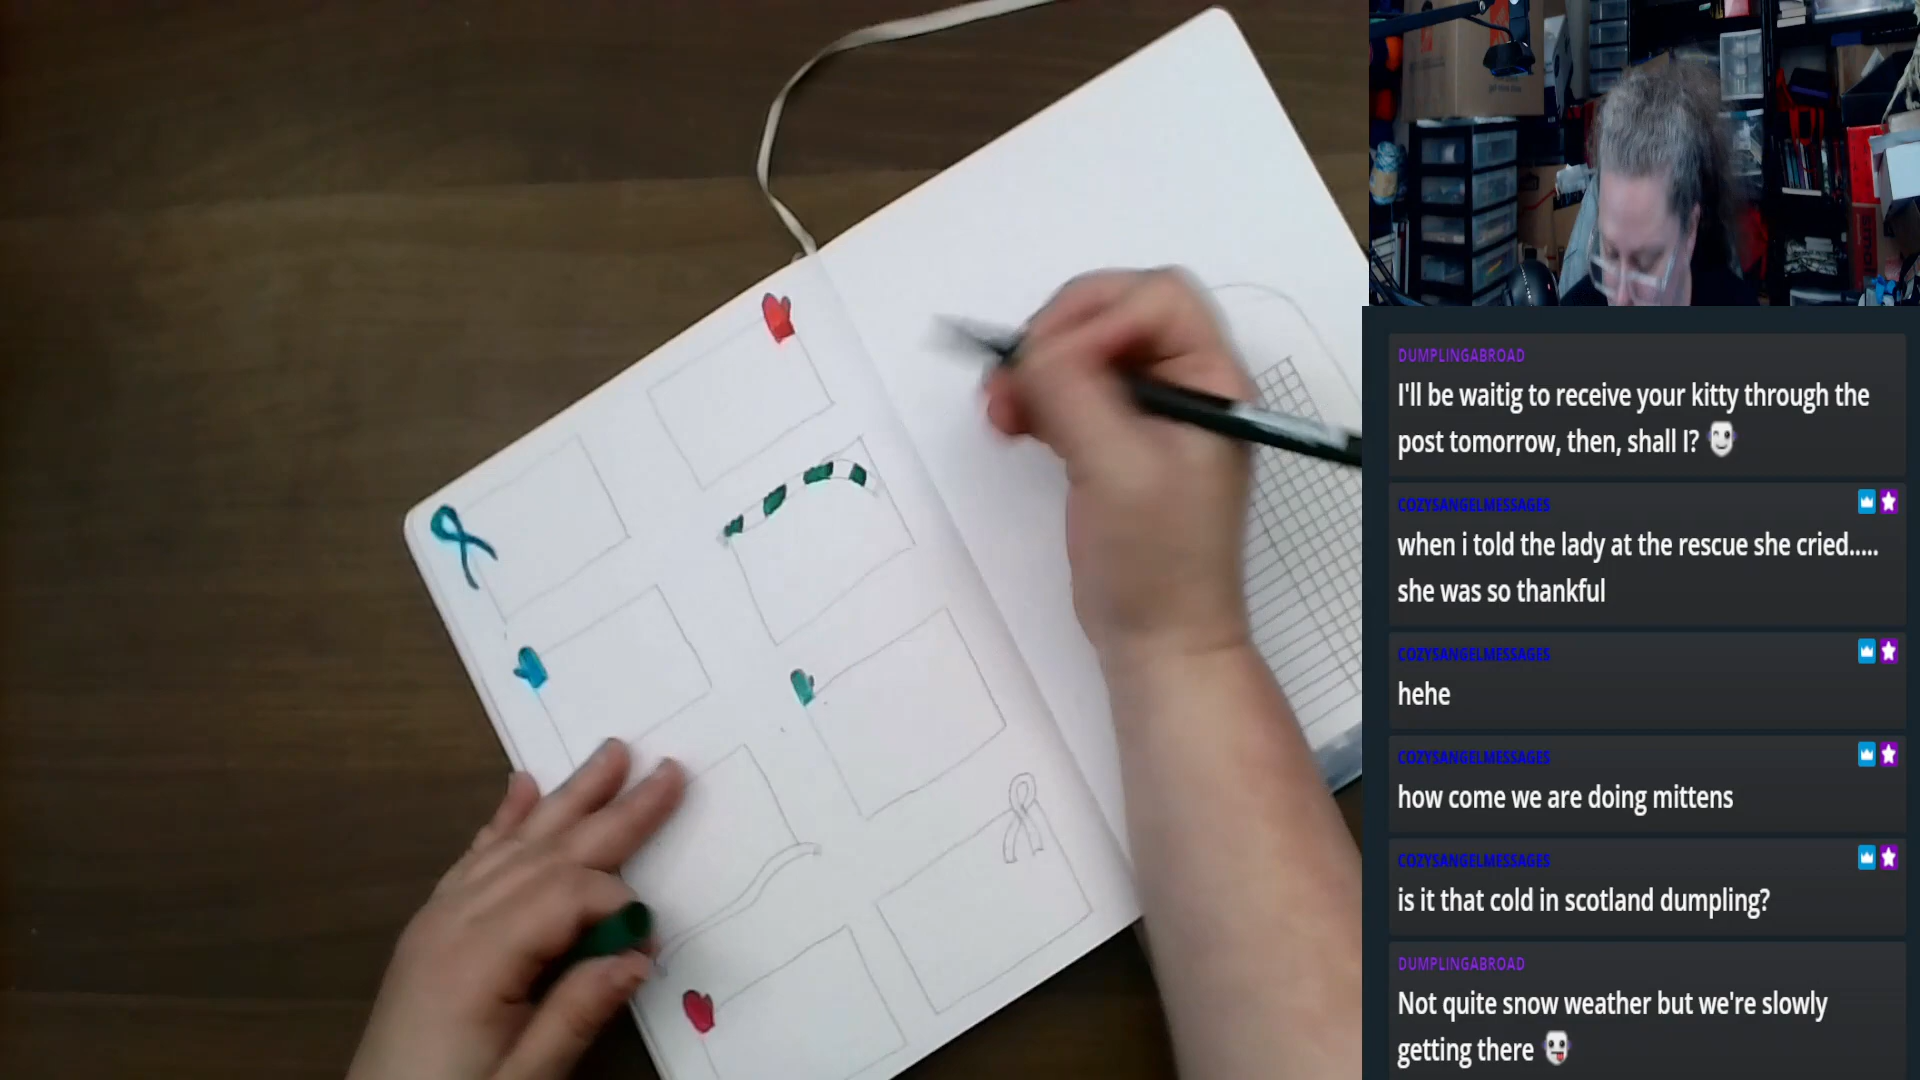 DUMPLINGABROAD
I'll be waitig to receive your kitty through the
post tomorrow, then, shall I?
COZYSANGELMESSAGES
when i told the lady at the rescue she cried.....
she was so thankful
COZYSANGELMESSAGES
hehe
COZYSANGELMESSAGES
how come we are doing mittens
COZYSANGELMESSAGES
is it that cold in scotland dumpling?
DUMPLINGABROAD
Not quite snow weather but we're slowly
getting there